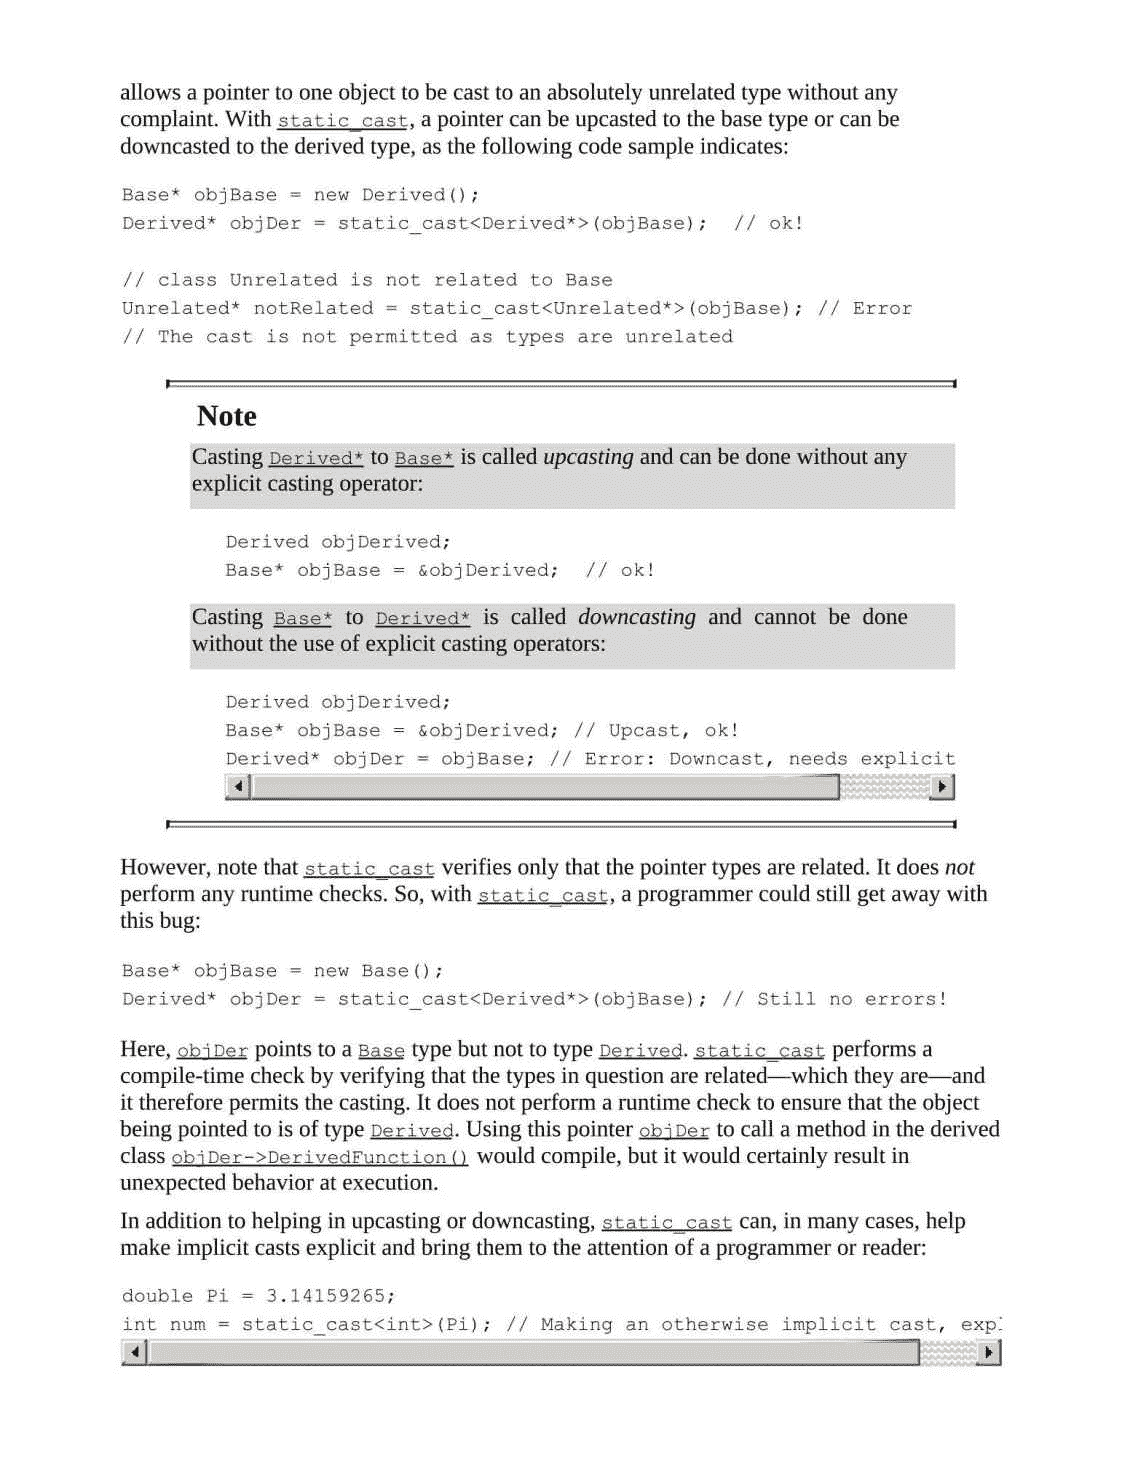 allows a pointer to one object to be cast to an absolutely unrelated type without any
complaint. With static_cast, a pointer can be upcasted to the base type or can be
downcasted to the derived type, as the following code sample indicates:
Base* objBase = new Derived();
Derived* objDer = static_cast<Derived*>(objBase);  // ok!
// class Unrelated is not related to Base
Unrelated* notRelated = static_cast<Unrelated*>(objBase); // Error
// The cast is not permitted as types are unrelated
Note
Casting Derived* to Base* is called upcasting and can be done without any
explicit casting operator:
Derived objDerived;
Base* objBase = &objDerived;  // ok!
Casting Base* to Derived* is called downcasting and cannot be done
without the use of explicit casting operators:
Derived objDerived;
Base* objBase = &objDerived; // Upcast, ok!
Derived* objDer = objBase; // Error: Downcast, needs explicit
However, note that static_cast verifies only that the pointer types are related. It does not
perform any runtime checks. So, with static_cast, a programmer could still get away with
this bug:
Base* objBase = new Base();
Derived* objDer = static_cast<Derived*>(objBase); // Still no errors!
Here, objDer points to a Base type but not to type Derived. static_cast performs a
compile-time check by verifying that the types in question are related—which they are—and
it therefore permits the casting. It does not perform a runtime check to ensure that the object
being pointed to is of type Derived. Using this pointer objDer to call a method in the derived
class objDer->DerivedFunction() would compile, but it would certainly result in
unexpected behavior at execution.
In addition to helping in upcasting or downcasting, static_cast can, in many cases, help
make implicit casts explicit and bring them to the attention of a programmer or reader:
double Pi = 3.14159265;
int num = static_cast<int>(Pi); // Making an otherwise implicit cast,